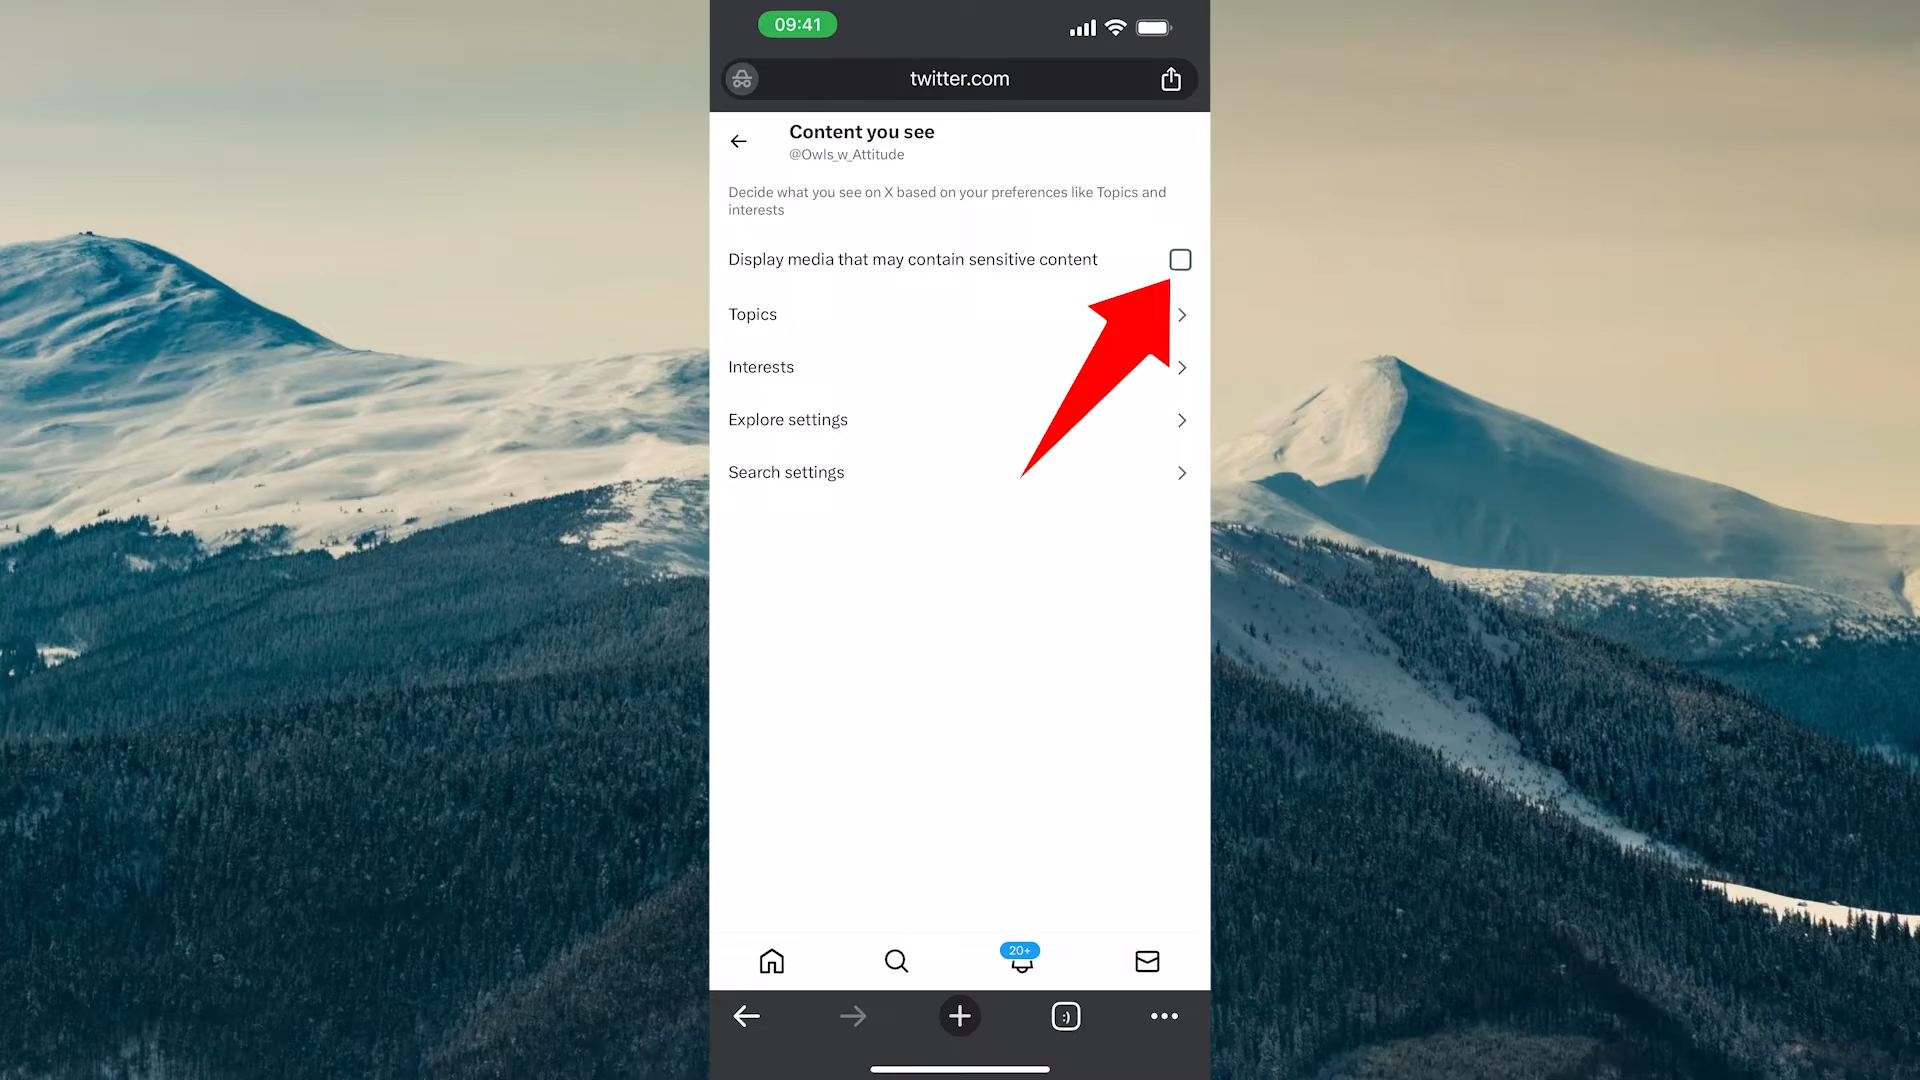 09:41
twitter.com
Content you see
@Owls_w_Attitude
Decide what you see on X based on your preferences like Topics and
interests
Display media that may contain sensitive content
Topics
Interests
Explore settings
Search settings
20+
:)